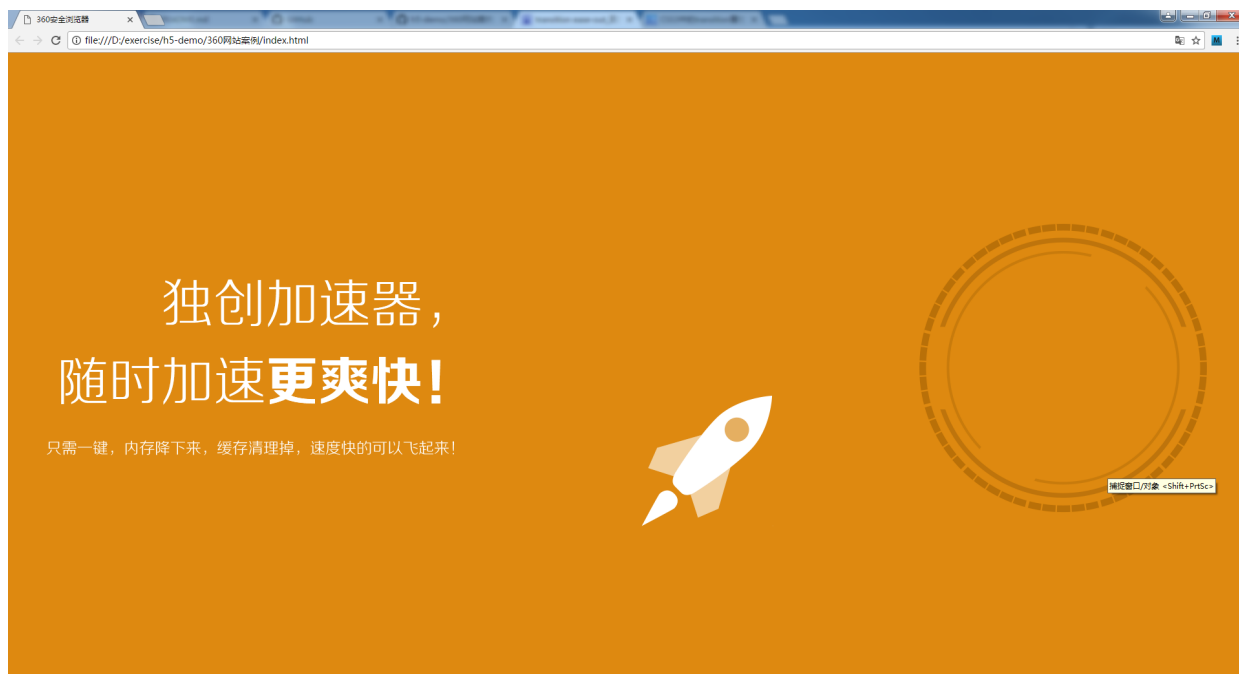 360安全浏览器
file:///D:/exercise/h5-demo/360网站案例/index.html
独创加速器，
随时加速更爽快！
只需一键，内存降下来，缓存清理掉，速度快的可以飞起来！
捕捉窗口/对象 <Shift+PrtSc>